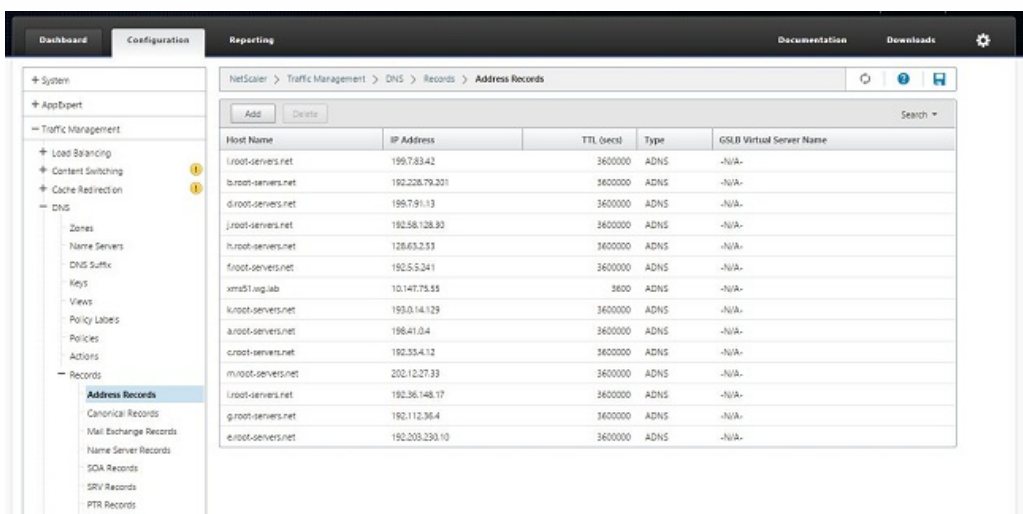 Dashboard
Configuration
Reporting
Documentation
Downloads
+ System
+ AppExpert
− Traffic Management
+ Load Balancing
+ Content Switching
+ Cache Redirection
− DNS
Zones
Name Servers
DNS Suffix
Keys
Views
Policy Labels
Policies
Actions
− Records
Address Records
Canonical Records
Mail Exchange Records
Name Server Records
SOA Records
SRV Records
PTR Records
NetScaler > Traffic Management > DNS > Records > Address Records
Add Delete Search
Host Name IP Address TTL (secs) Type GSLB Virtual Server Name
l.root-servers.net 199.7.83.42 3600000 ADNS -N/A-
b.root-servers.net 192.228.79.201 3600000 ADNS -N/A-
d.root-servers.net 199.7.91.13 3600000 ADNS -N/A-
j.root-servers.net 192.58.128.30 3600000 ADNS -N/A-
h.root-servers.net 128.63.2.53 3600000 ADNS -N/A-
f.root-servers.net 192.5.5.241 3600000 ADNS -N/A-
xms51.wg.lab 10.147.75.55 3600 ADNS -N/A-
k.root-servers.net 193.0.14.129 3600000 ADNS -N/A-
a.root-servers.net 198.41.0.4 3600000 ADNS -N/A-
c.root-servers.net 192.33.4.12 3600000 ADNS -N/A-
m.root-servers.net 202.12.27.33 3600000 ADNS -N/A-
i.root-servers.net 192.36.148.17 3600000 ADNS -N/A-
g.root-servers.net 192.112.36.4 3600000 ADNS -N/A-
e.root-servers.net 192.203.230.10 3600000 ADNS -N/A-